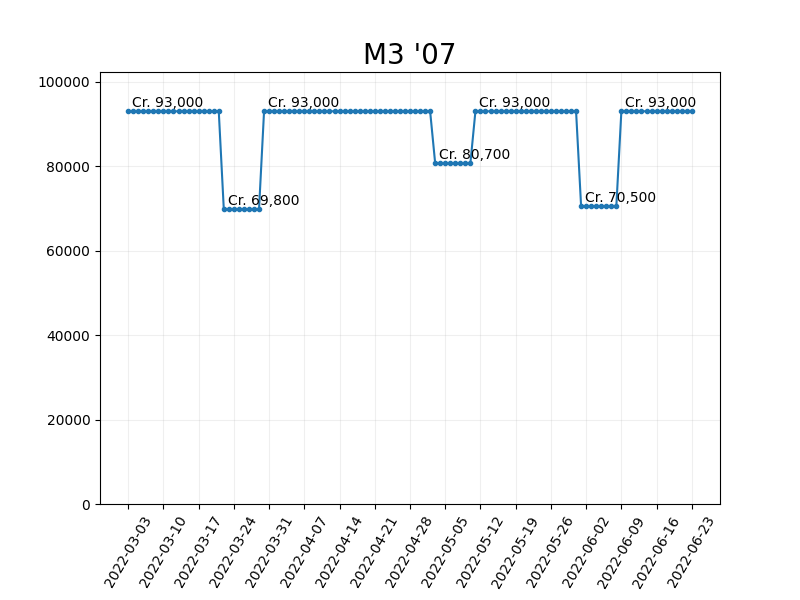 M3 '07
100000
80000
60000
40000
20000
0
Cr. 93,000
Cr. 69,800
Cr. 93,000
Cr. 80,700
Cr. 93,000
Cr. 70,500
Cr. 93,000
2022-03-03
2022-03-10
2022-03-17
2022-03-24
2022-03-31
2022-04-07
2022-04-14
2022-04-21
2022-04-28
2022-05-05
2022-05-12
2022-05-19
2022-05-26
2022-06-02
2022-06-09
2022-06-16
2022-06-23